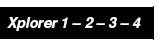 Xplorer 1 – 2 – 3 – 4